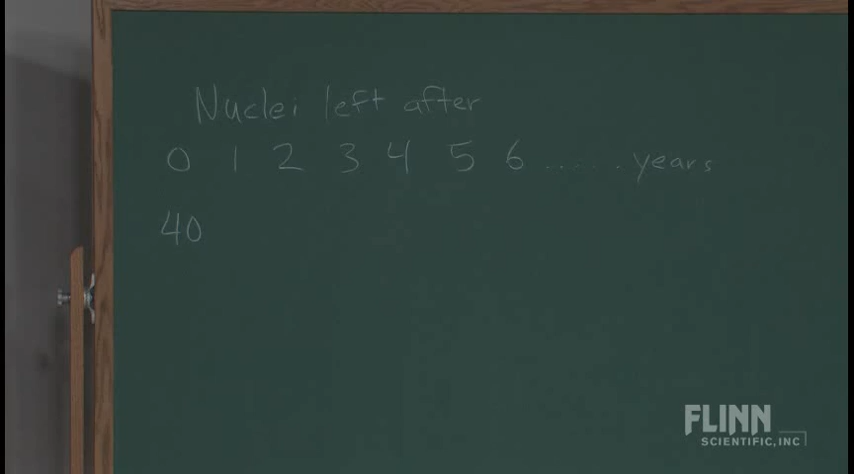 Nuclei left after
0 1 2 3 4 5 6 ...... years
40
FLINN
SCIENTIFIC, INC